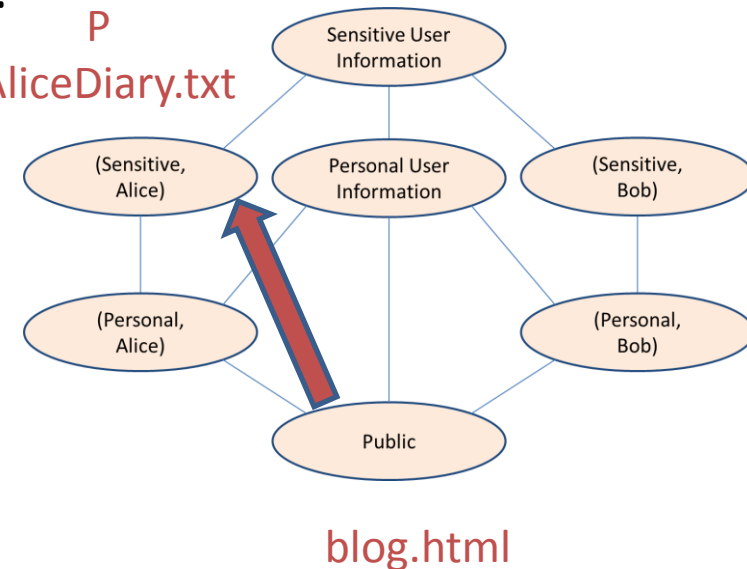 P
AliceDiary.txt
Sensitive User
Information
(Sensitive,
Alice)
Personal User
Information
(Sensitive,
Bob)
(Personal,
Alice)
(Personal,
Bob)
Public
blog.html